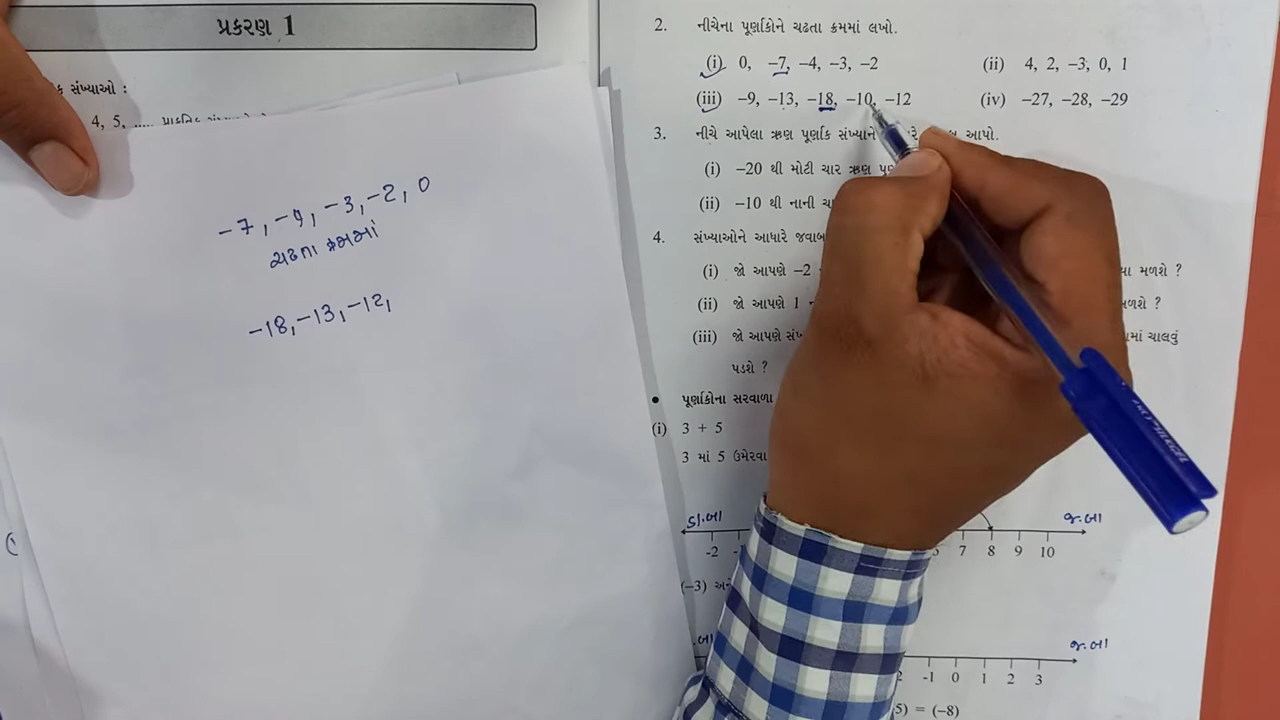 પ્રકરણ 1
સંખ્યાઓ :
4, 5, .....
-7, -4, -3, -2, 0
ચઢતા ક્રમમાં
-18, -13, -12,
2. નીચેના પૂર્ણાંકોને ચઢતા ક્રમમાં લખો.
(i) 0, -7, -4, -3, -2 (ii) 4, 2, -3, 0, 1
(iii) -9, -13, -18, -10, -12 (iv) -27, -28, -29
3. નીચે આપેલા ઋણ પૂર્ણાંક સંખ્યાને આપો.
(i) -20 થી મોટી ચાર ઋણ
(ii) -10 થી નાની
4. સંખ્યાઓને આધારે
(i) જો આપણે -2 મળશે ?
(ii) જો આપણે 1
(iii) જો આપણે ચાલવું
પડશે ?
• પૂર્ણાંકોના સરવાળા
(i) 3 + 5
3 માં 5 ઉમેરવા
ડા.બા જ.બા
-2 7 8 9 10
(-3) અને
જ.બા
-1 0 1 2 3
= (-8)